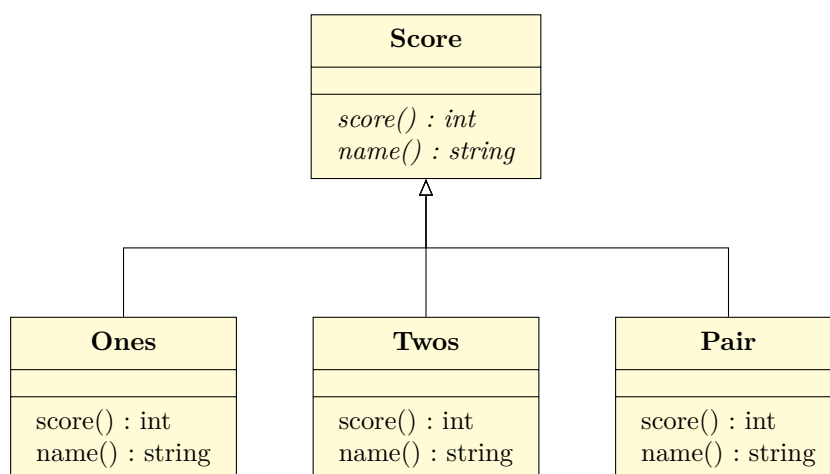 Score
score() : int
name() : string
Ones
score() : int
name() : string
Twos
score() : int
name() : string
Pair
score() : int
name() : string